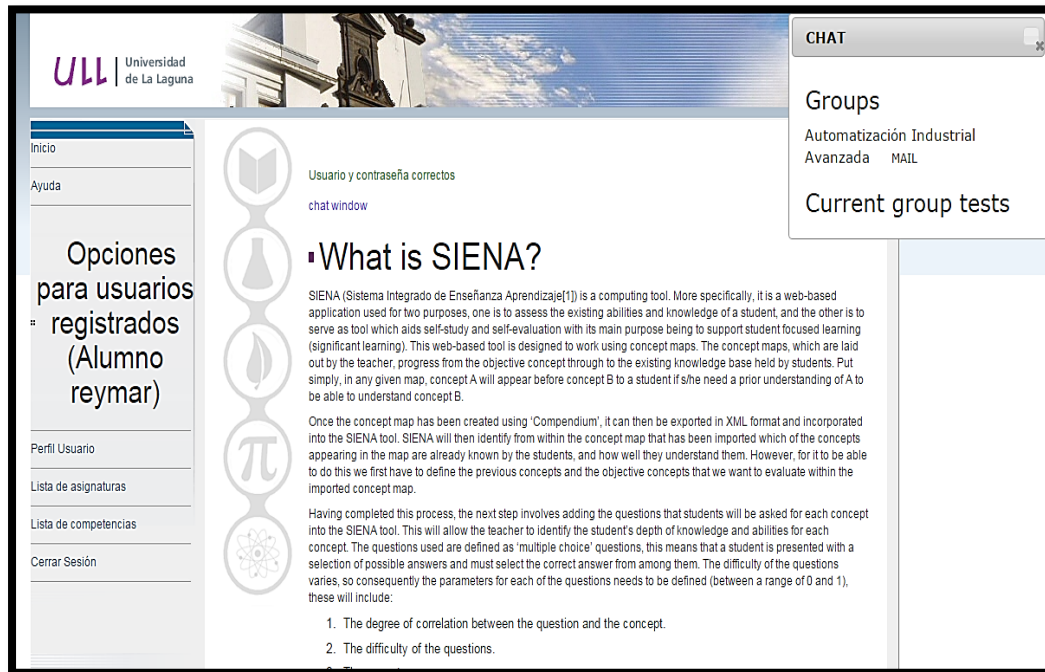 ULL Universidad
de La Laguna
CHAT
Groups
Automatización Industrial
Avanzada MAIL
Current group tests
Inicio
Ayuda
Opciones
para usuarios
registrados
(Alumno
reymar)
Perfil Usuario
Lista de asignaturas
Lista de competencias
Cerrar Sesión
π
Usuario y contraseña correctos
chat window
What is SIENA?
SIENA (Sistema Integrado de Enseñanza Aprendizaje[1]) is a computing tool. More specifically, it is a web-based
application used for two purposes, one is to assess the existing abilities and knowledge of a student, and the other is to
serve as tool which aids self-study and self-evaluation with its main purpose being to support student focused learning
(significant learning). This web-based tool is designed to work using concept maps. The concept maps, which are laid
out by the teacher, progress from the objective concept through to the existing knowledge base held by students. Put
simply, in any given map, concept A will appear before concept B to a student if s/he need a prior understanding of A to
be able to understand concept B.
Once the concept map has been created using ‘Compendium’, it can then be exported in XML format and incorporated
into the SIENA tool. SIENA will then identify from within the concept map that has been imported which of the concepts
appearing in the map are already known by the students, and how well they understand them. However, for it to be able
to do this we first have to define the previous concepts and the objective concepts that we want to evaluate within the
imported concept map.
Having completed this process, the next step involves adding the questions that students will be asked for each concept
into the SIENA tool. This will allow the teacher to identify the student’s depth of knowledge and abilities for each
concept. The questions used are defined as ‘multiple choice’ questions, this means that a student is presented with a
selection of possible answers and must select the correct answer from among them. The difficulty of the questions
varies, so consequently the parameters for each of the questions needs to be defined (between a range of 0 and 1),
these will include:
1. The degree of correlation between the question and the concept.
2. The difficulty of the questions.